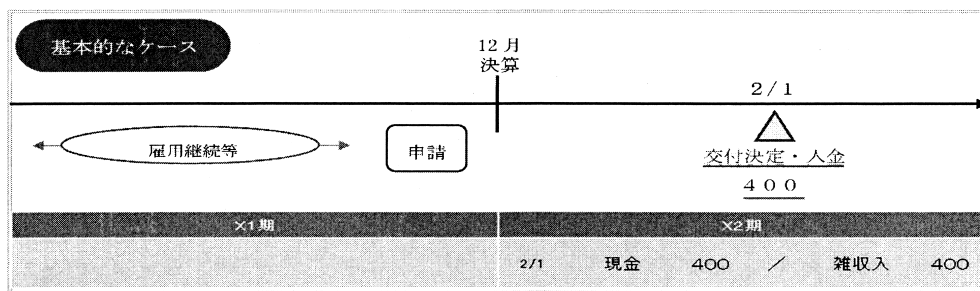 基本的なケース
12月
決算
2/1
雇用継続等
申請
交付決定・人金
400
X1期
X2期
2/1 現金 400 / 雑収入 400